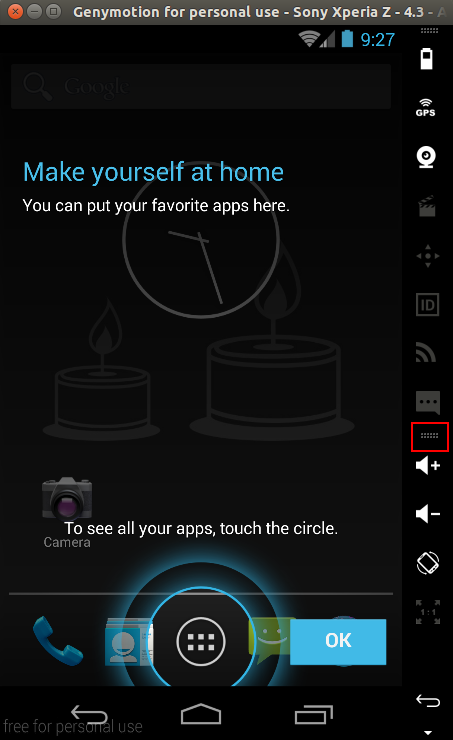 Genymotion for personal use - Sony Xperia Z - 4.3 - A
9:27
GPS
Google
Make yourself at home
You can put your favorite apps here.
ID
To see all your apps, touch the circle.
Camera
1:1
OK
free for personal use